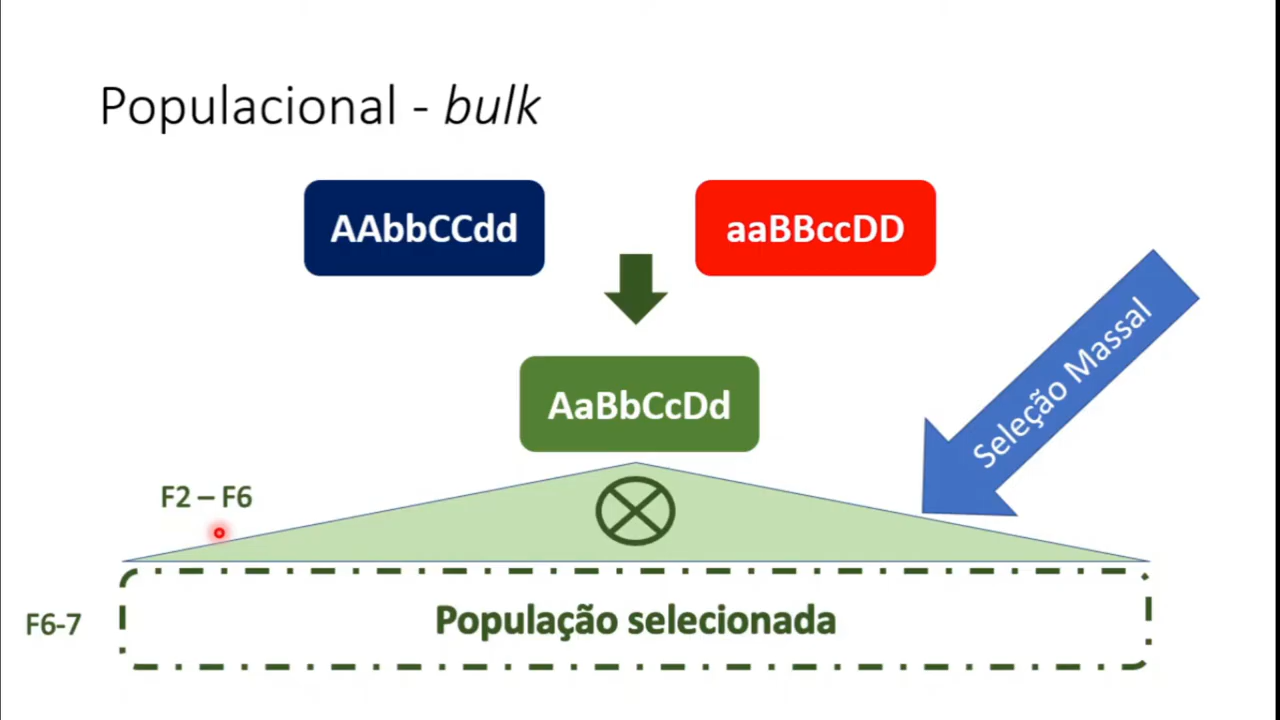 Populacional - bulk
AAbbCCdd
aaBBccDD
Seleção Massal
AaBbCcDd
F2 – F6
F6-7
População selecionada